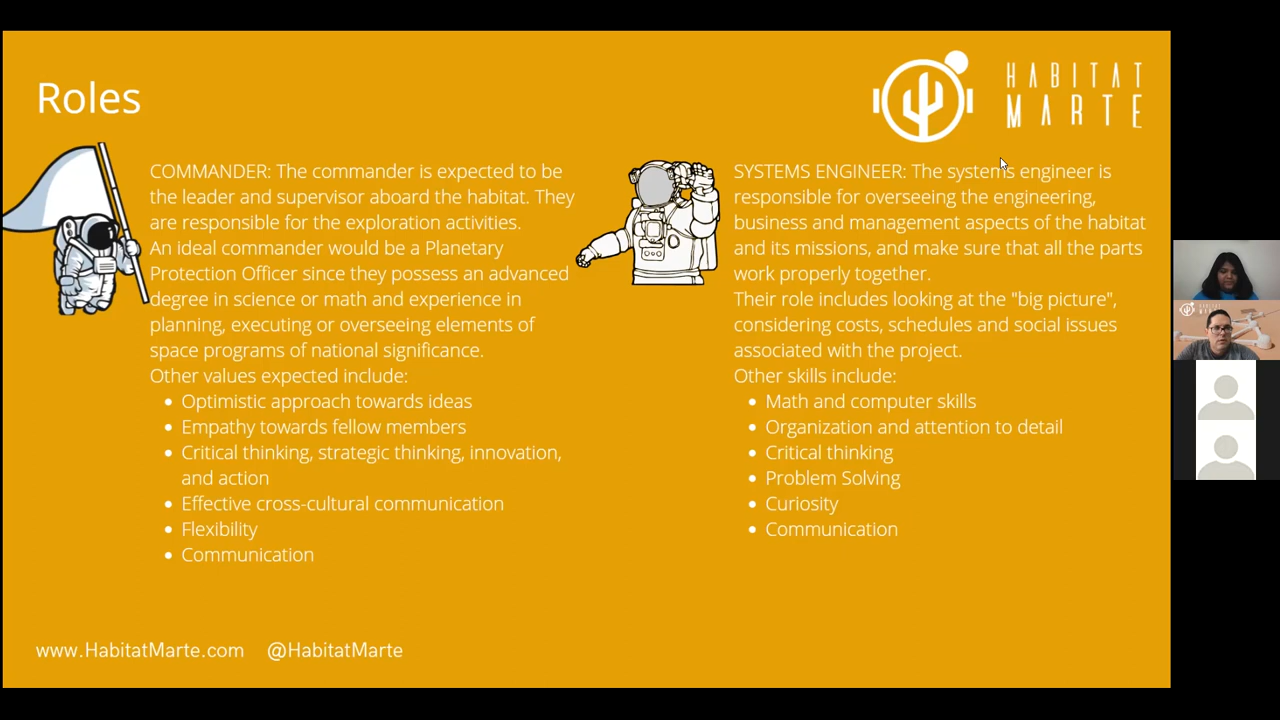 Roles
HABITAT
MARTE
COMMANDER: The commander is expected to be
the leader and supervisor aboard the habitat. They
are responsible for the exploration activities.
An ideal commander would be a Planetary
Protection Officer since they possess an advanced
degree in science or math and experience in
planning, executing or overseeing elements of
space programs of national significance.
Other values expected include:
• Optimistic approach towards ideas
• Empathy towards fellow members
• Critical thinking, strategic thinking, innovation,
and action
• Effective cross-cultural communication
• Flexibility
• Communication
SYSTEMS ENGINEER: The systems engineer is
responsible for overseeing the engineering,
business and management aspects of the habitat
and its missions, and make sure that all the parts
work properly together.
Their role includes looking at the "big picture",
considering costs, schedules and social issues
associated with the project.
Other skills include:
• Math and computer skills
• Organization and attention to detail
• Critical thinking
• Problem Solving
• Curiosity
• Communication
www.HabitatMarte.com @HabitatMarte